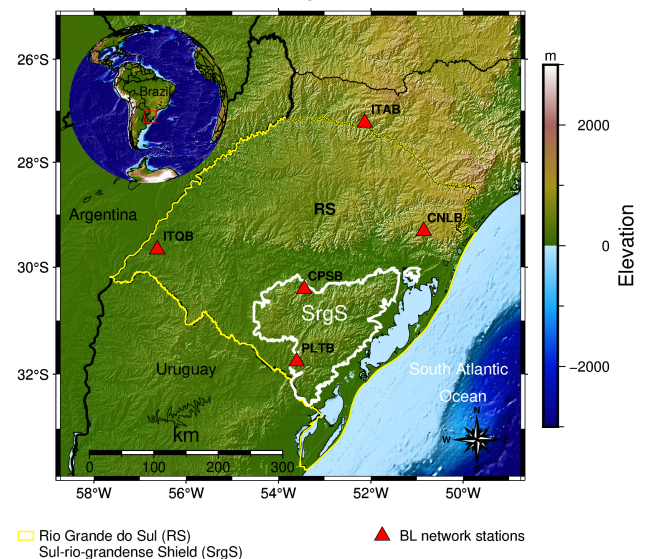 26°S
28°S
30°S
32°S
58°W
56°W
54°W
52°W
50°W
Brazil
ITAB
Argentina
RS
CNLB
ITQB
CPSB
SrgS
PLTB
Uruguay
South Atlantic
Ocean
N
W
E
S
km
0
100
200
300
m
2000
0
−2000
Elevation
Rio Grande do Sul (RS)
BL network stations
Sul-rio-grandense Shield (SrgS)